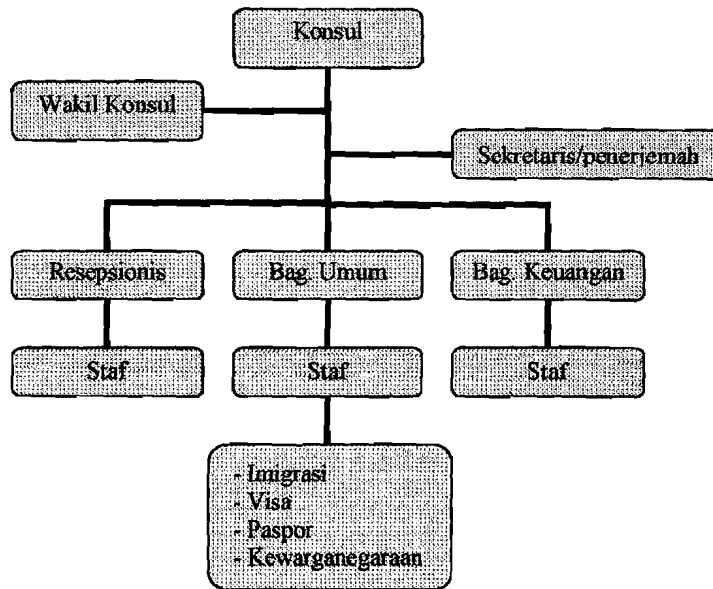 Konsul
Wakil Konsul
Sekretaris/penerjemah
Resepsionis
Bag. Umum
Bag. Keuangan
Staf
Staf
Staf
- Imigrasi
- Visa
- Paspor
- Kewarganegaraan